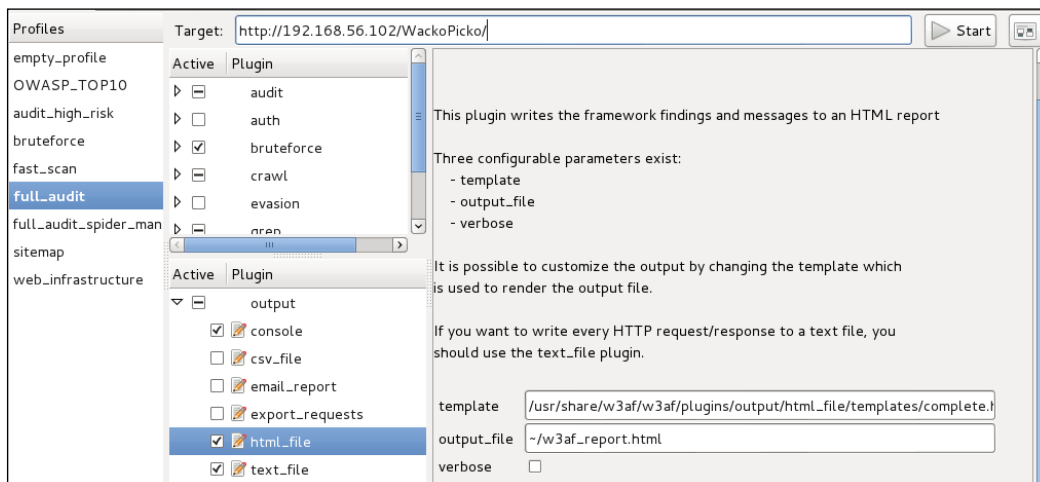 Profiles
empty_profile
OWASP_TOP10
audit_high_risk
bruteforce
fast_scan
full_audit
full_audit_spider_man
sitemap
web_infrastructure
Target: http://192.168.56.102/WackoPicko/
Start
Active Plugin
audit
auth
bruteforce
crawl
evasion
grep
Active Plugin
output
console
csv_file
email_report
export_requests
html_file
text_file
This plugin writes the framework findings and messages to an HTML report
Three configurable parameters exist:
- template
- output_file
- verbose
It is possible to customize the output by changing the template which
is used to render the output file.
If you want to write every HTTP request/response to a text file, you
should use the text_file plugin.
template /usr/share/w3af/w3af/plugins/output/html_file/templates/complete.h
output_file ~/w3af_report.html
verbose